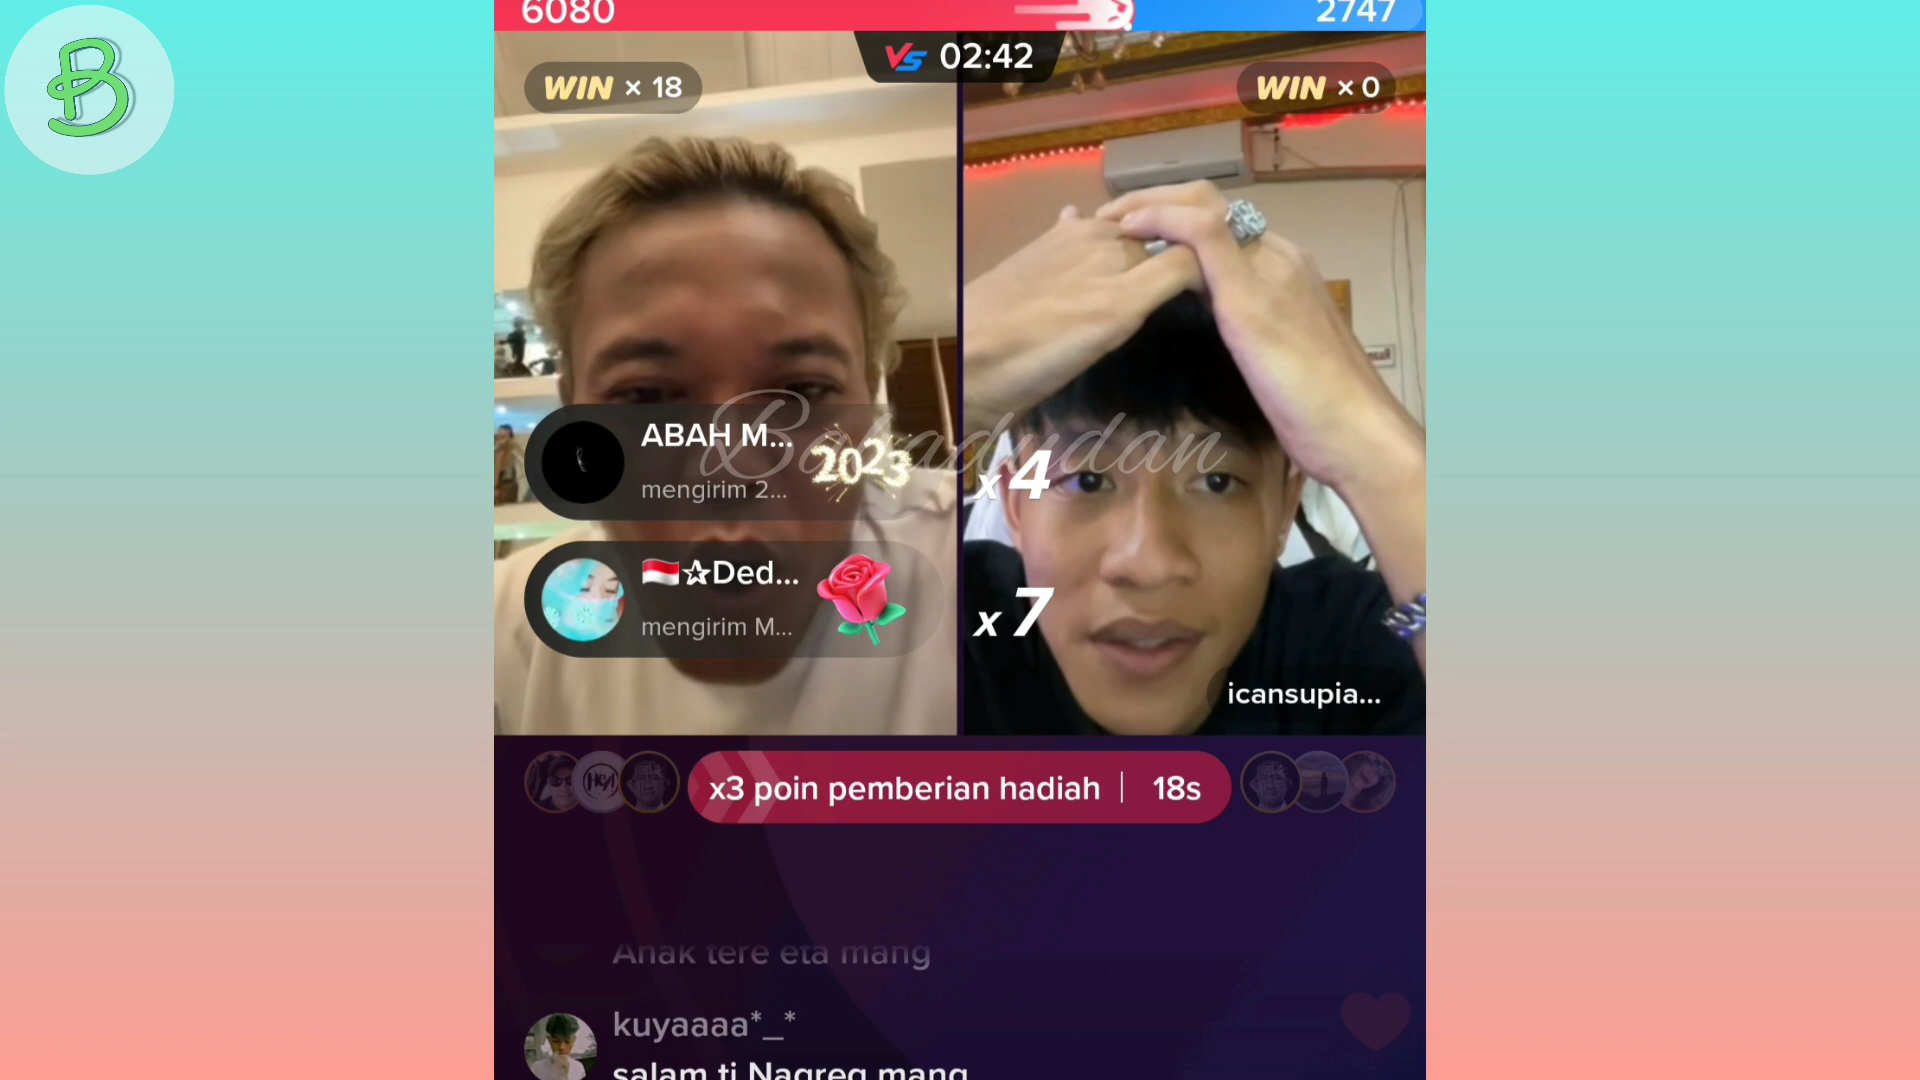 6080
2747
VS 02:42
WIN × 18
WIN × 0
B
Babadudan
ABAH M...
mengirim 2...
2023
x4
🇮🇩✰Ded...
mengirim M...
x7
icansupia...
x3 poin pemberian hadiah | 18s
Anak tere eta mang
kuyaaaa*_*
salam ti Nagreg mang